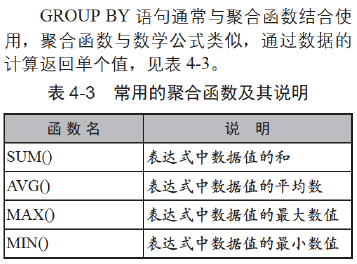 GROUP BY 语句通常与聚合函数结合使
用，聚合函数与数学公式类似，通过数据的
计算返回单个值，见表 4-3。
表 4-3 常用的聚合函数及其说明
函 数 名 说 明
SUM() 表达式中数据值的和
AVG() 表达式中数据值的平均数
MAX() 表达式中数据值的最大数值
MIN() 表达式中数据值的最小数值